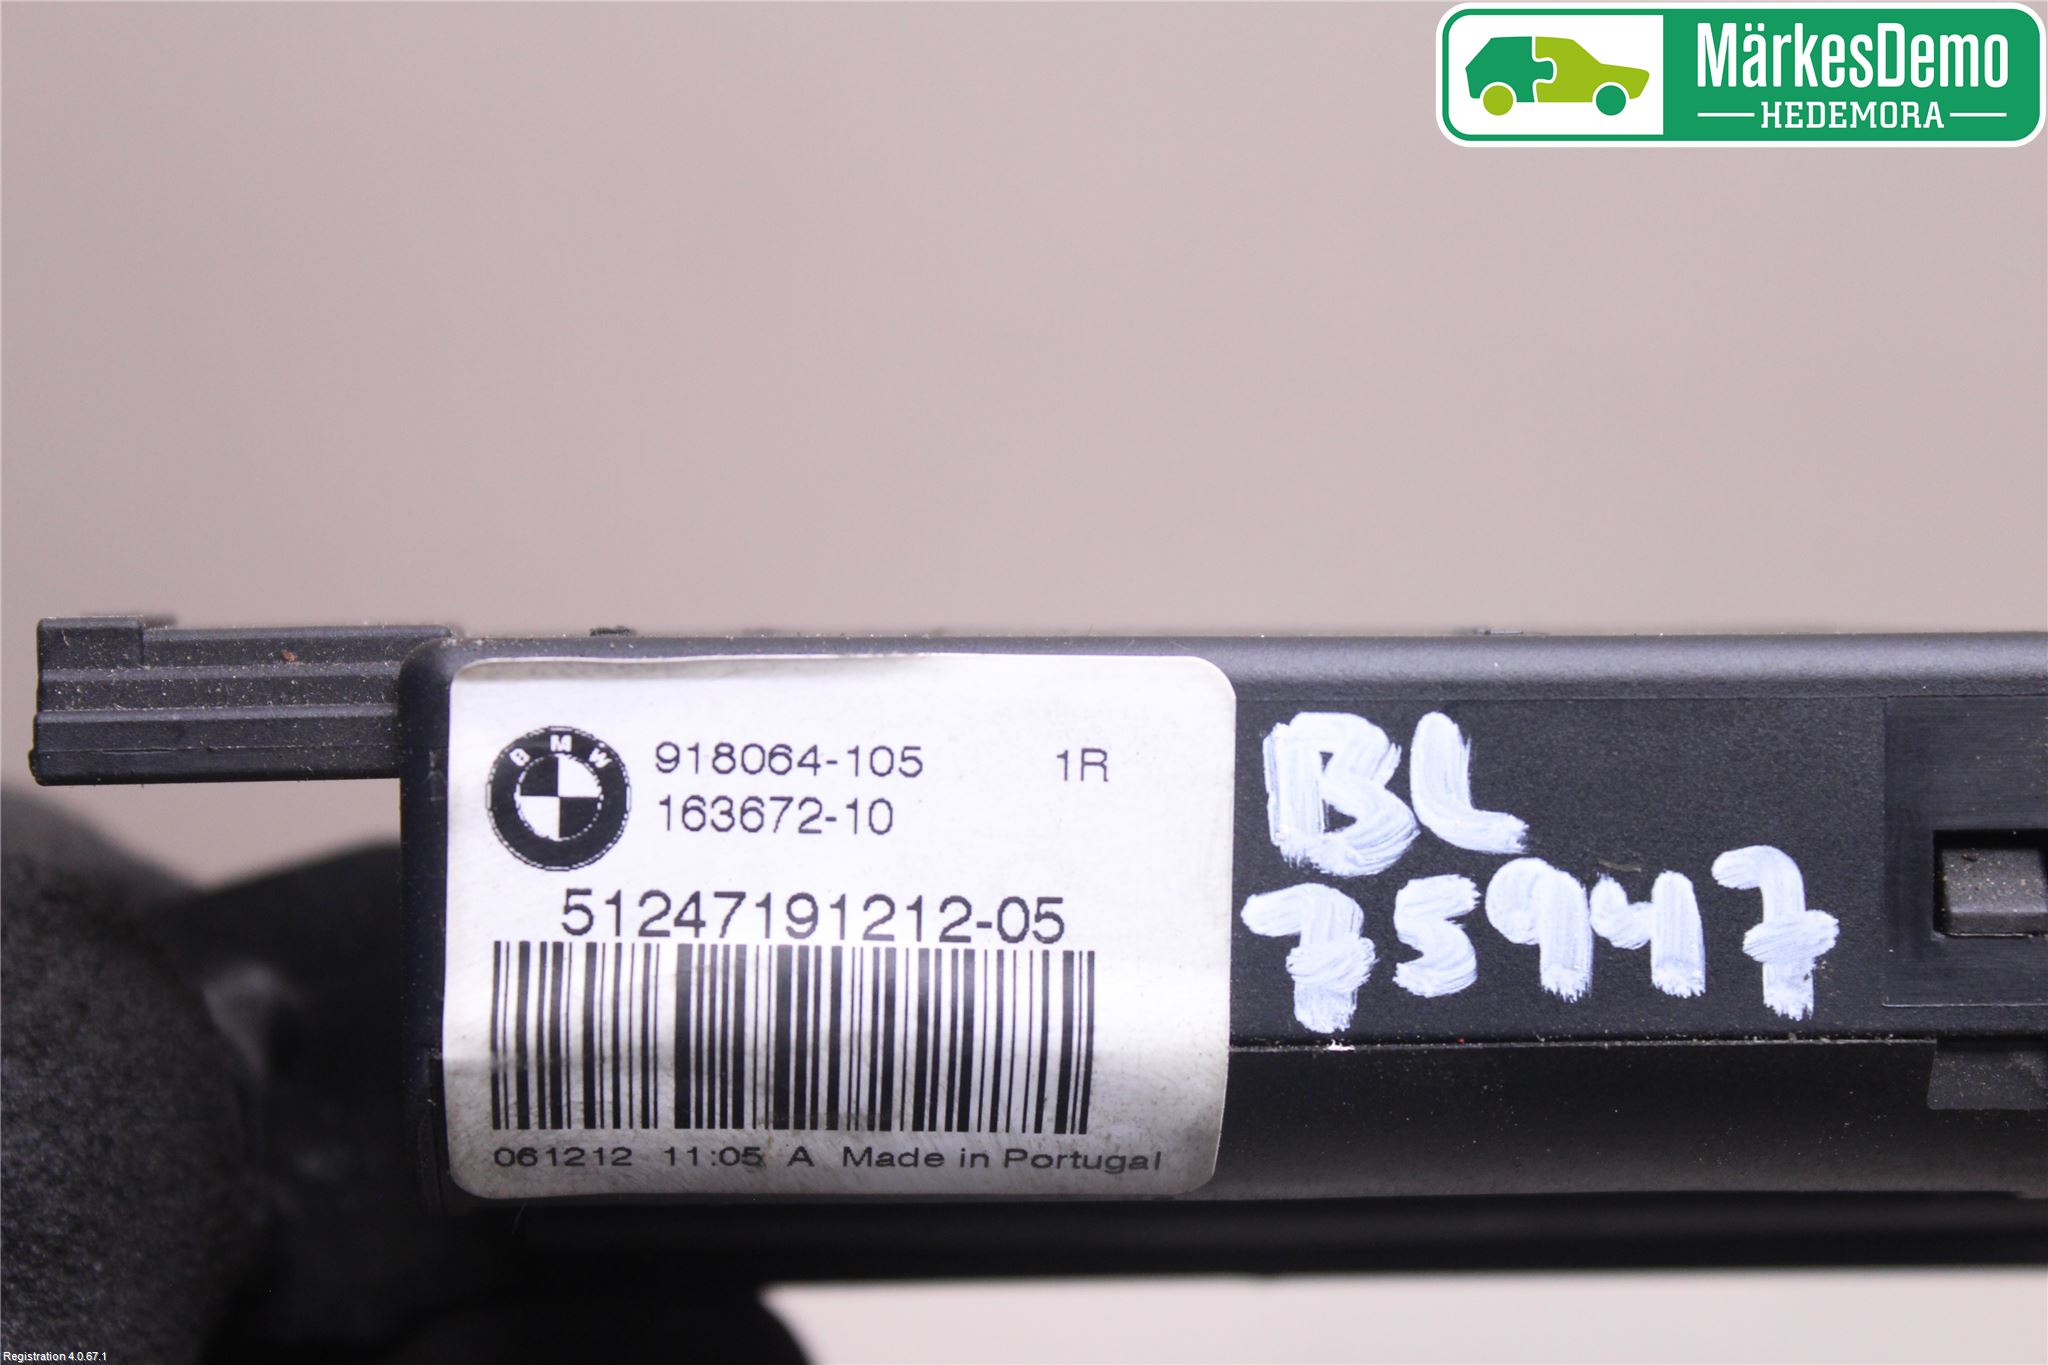 MärkesDemo
HEDEMORA
BMW
918064-105 1R
163672-10
51247191212-05
061212 11:05 A Made in Portugal
BL
75947
Registration 4.0.67.1